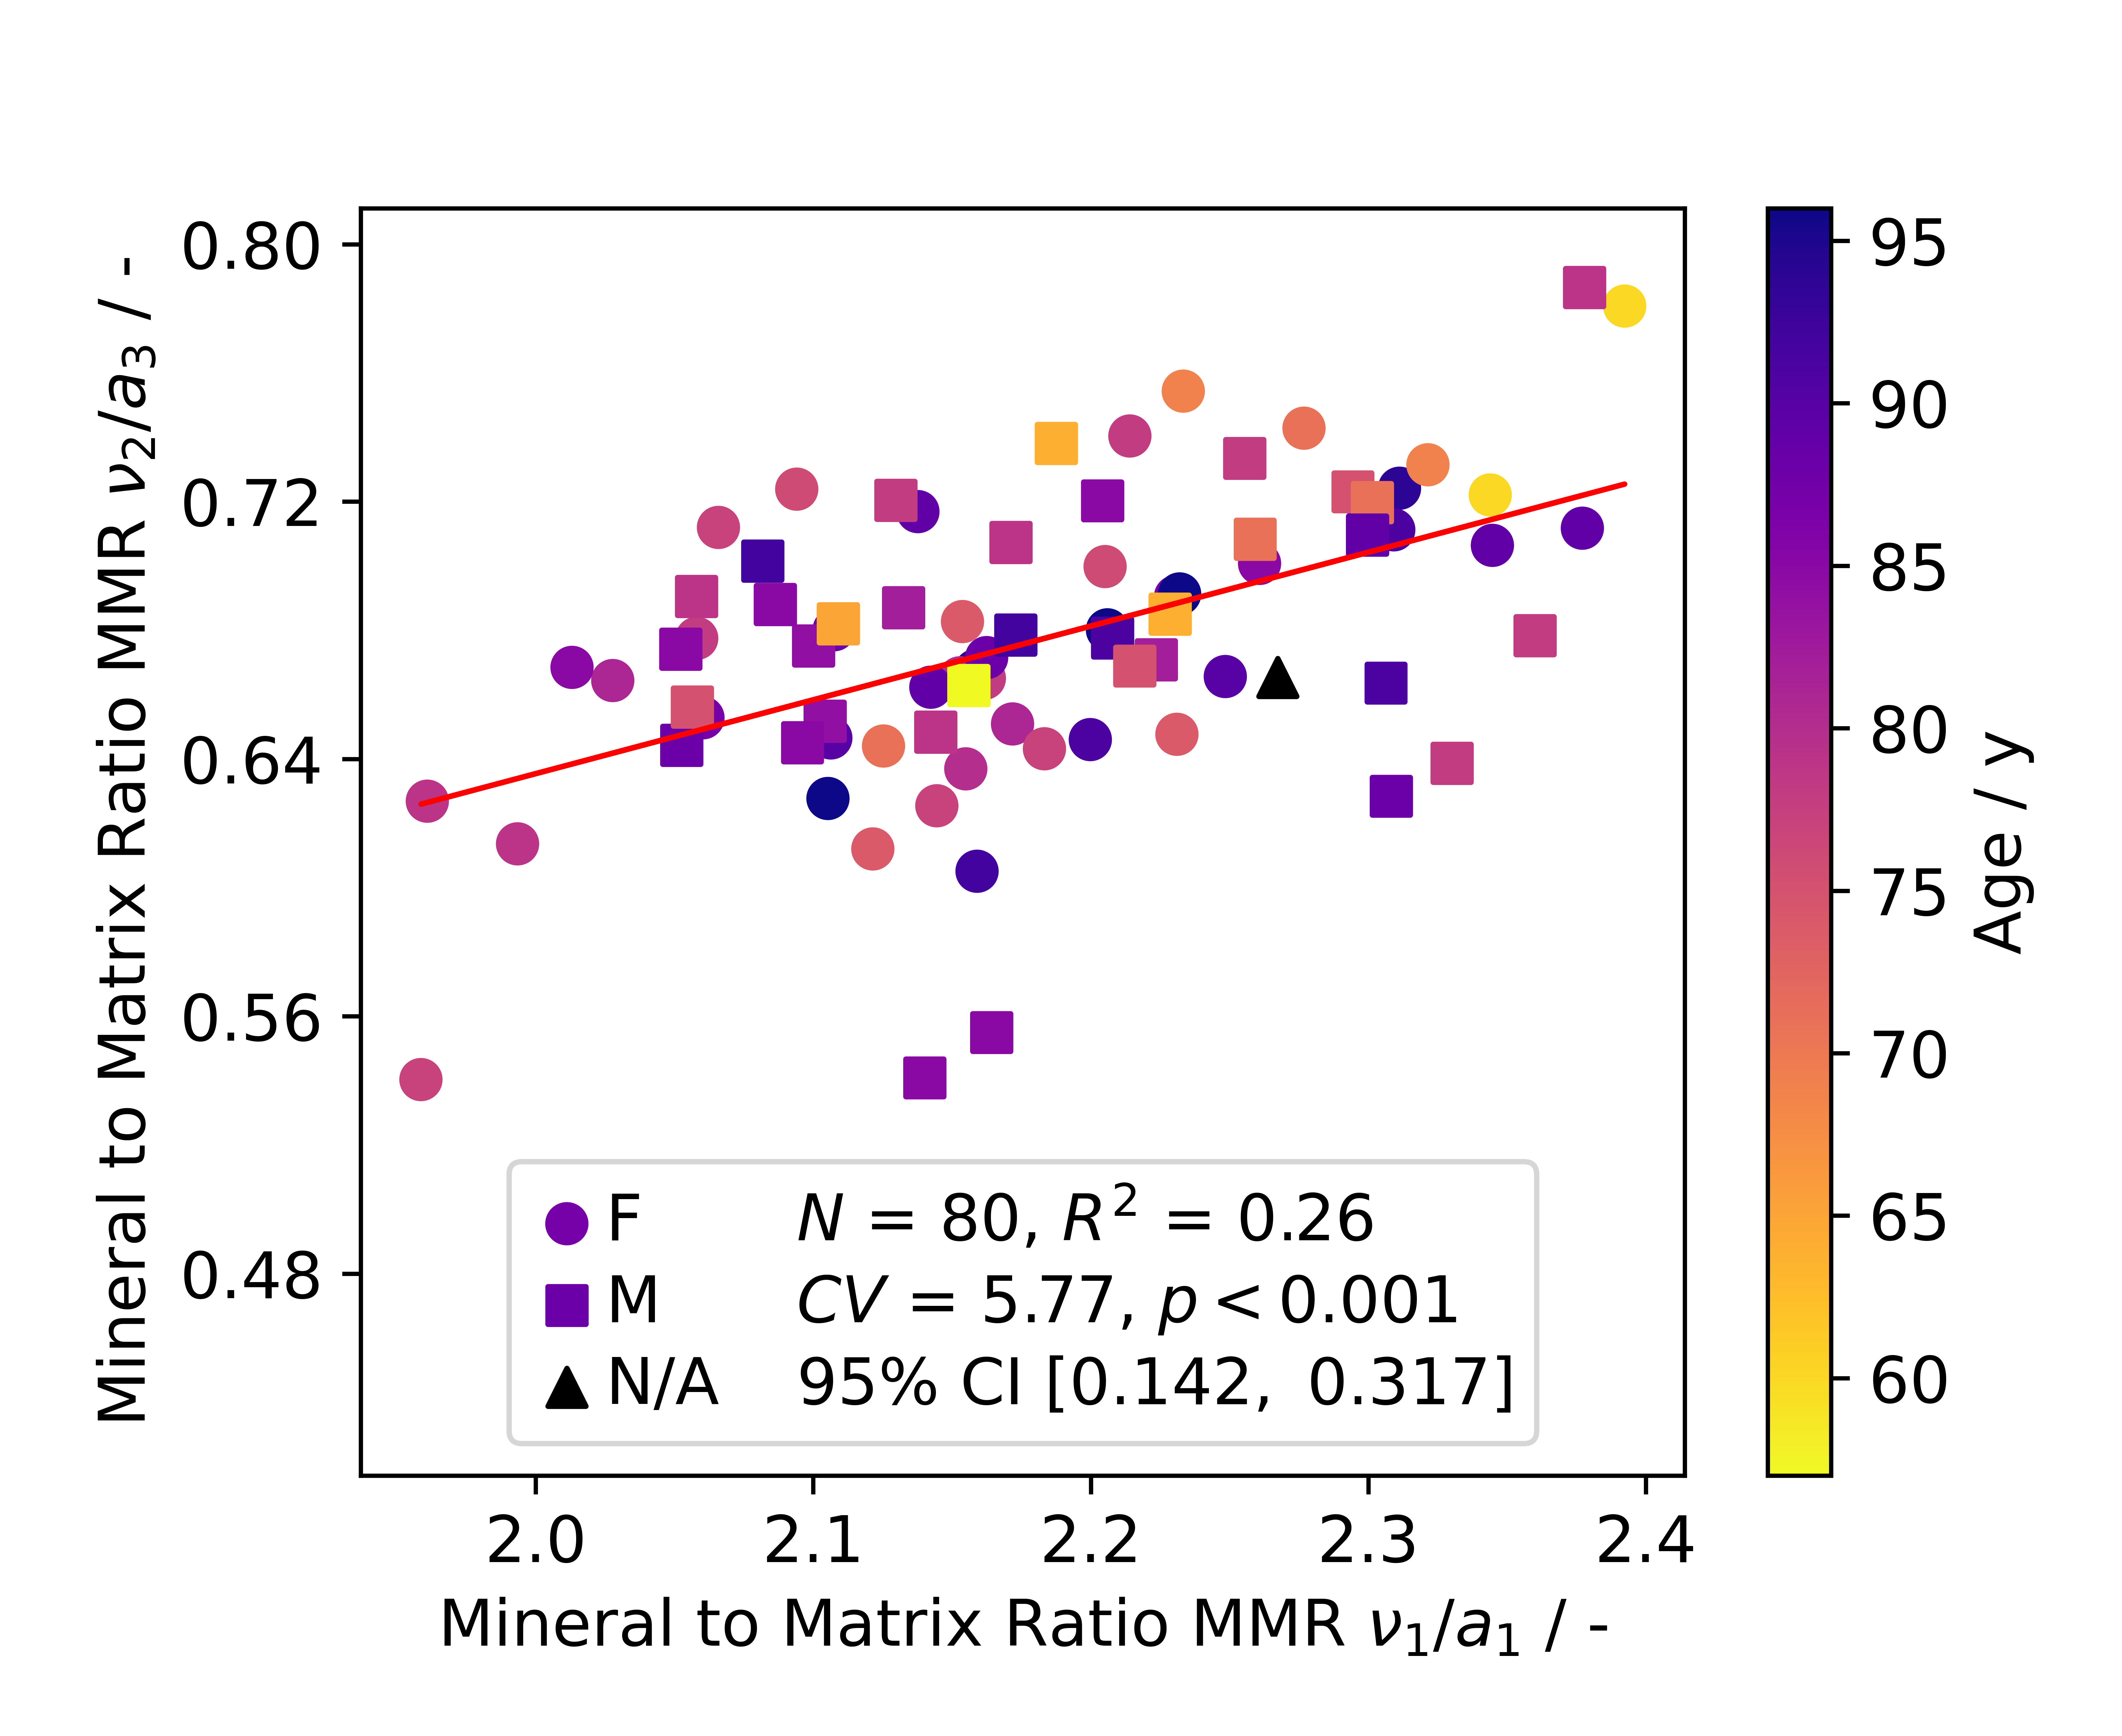 Mineral to Matrix Ratio MMR ν₂/a₃ / -
0.80
0.72
0.64
0.56
0.48
F
M
N/A
N = 80, R² = 0.26
CV = 5.77, p < 0.001
95% CI [0.142, 0.317]
2.0 2.1 2.2 2.3 2.4
Mineral to Matrix Ratio MMR ν₁/a₁ / -
95
90
85
80
75
70
65
60
Age / y